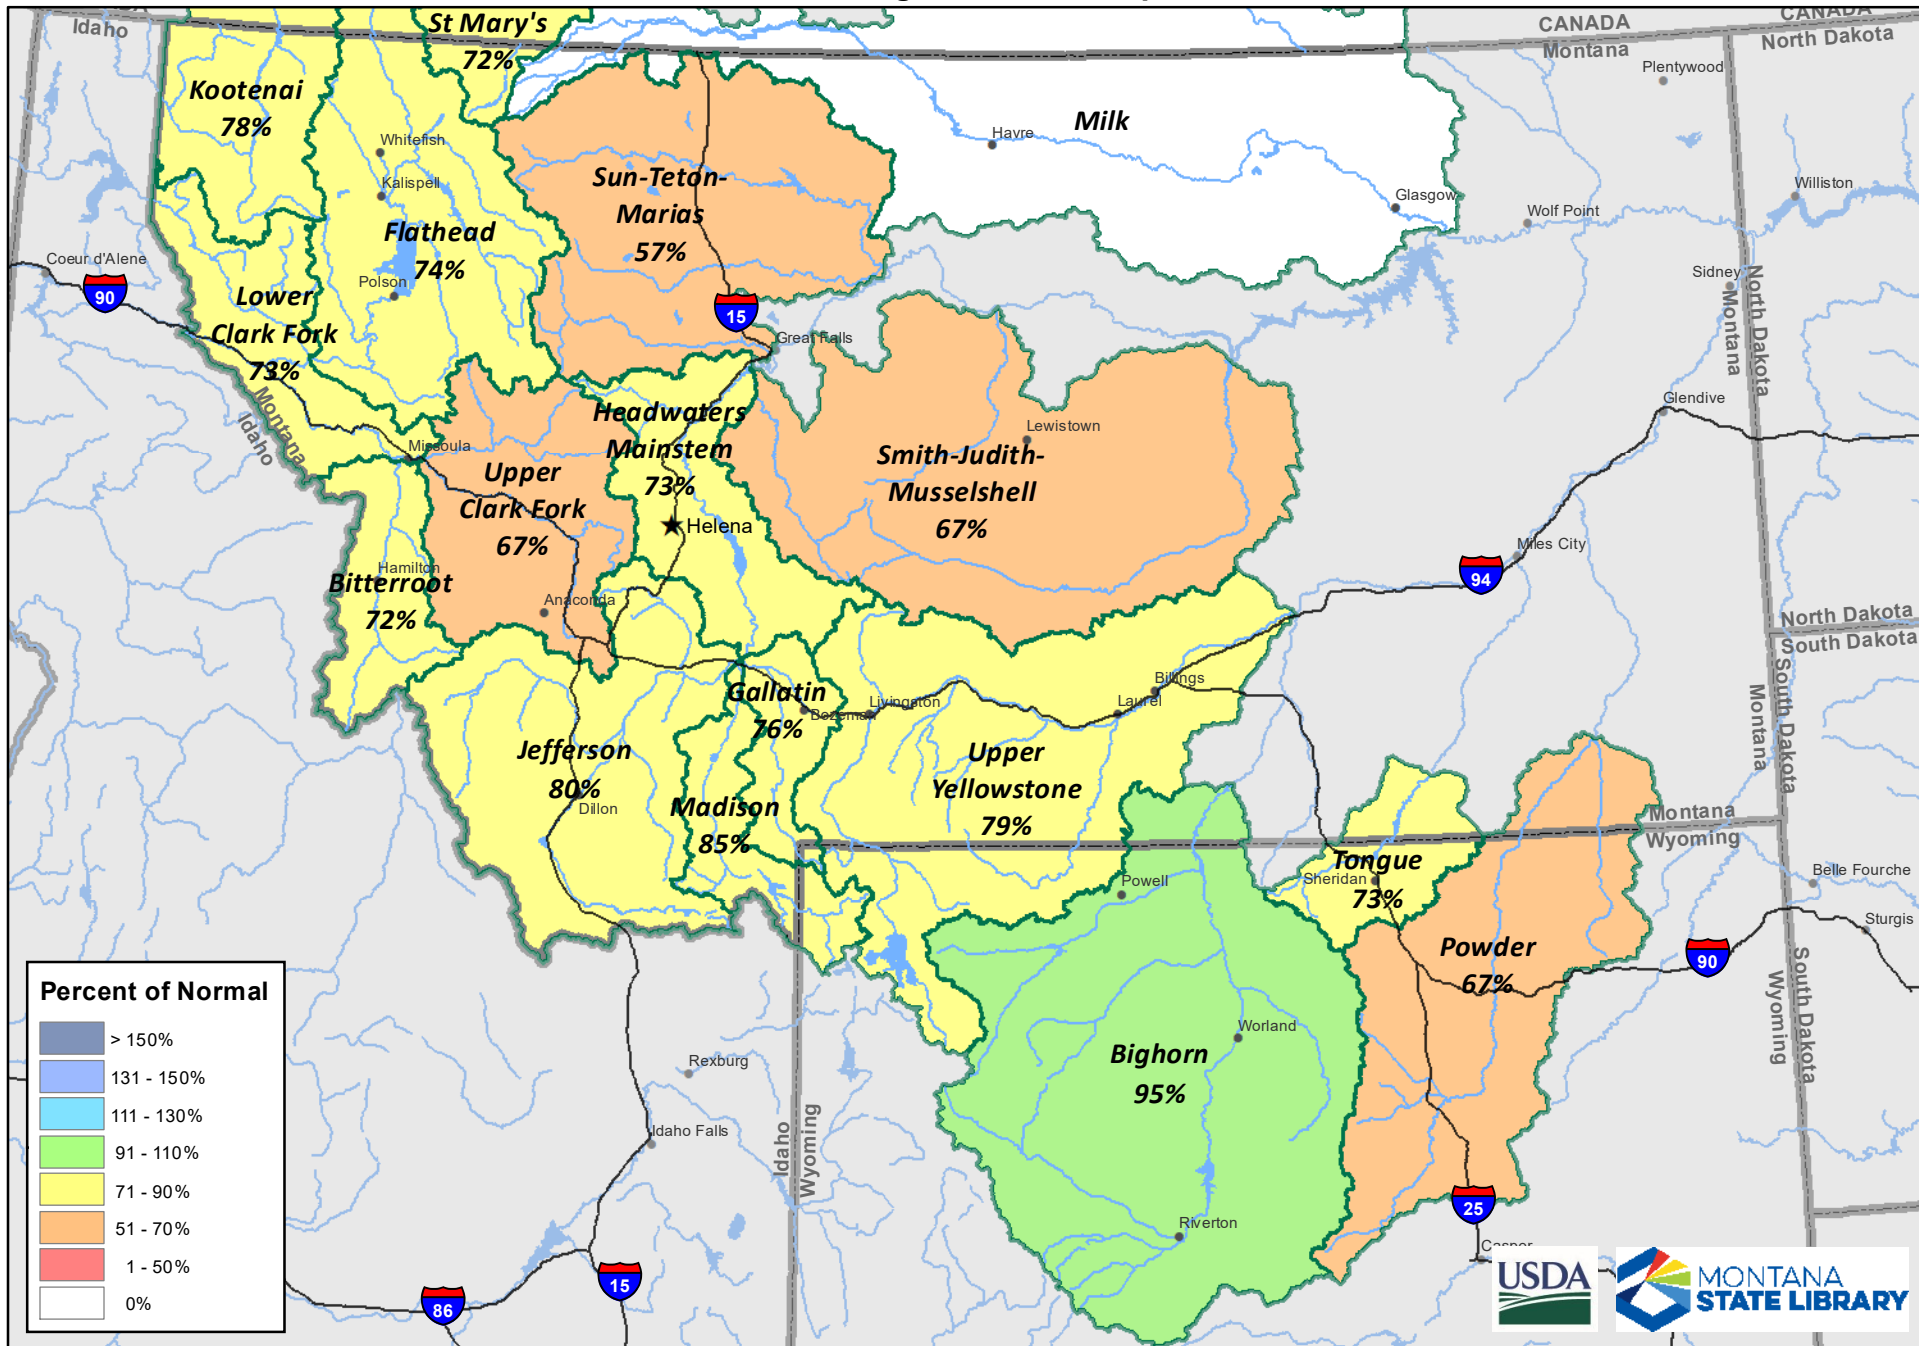 CANADA
Montana
CANADA
North Dakota
Idaho
St Mary's
72%
Kootenai
78%
Whitefish
Kalispell
Flathead
74%
Polson
Sun-Teton-
Marias
57%
Milk
Havre
Glasgow
Plentywood
Wolf Point
Williston
Sidney
Montana
North Dakota
Coeur d'Alene
90
Lower
Clark Fork
73%
Montana
Idaho
15
Great Falls
Headwaters
Mainstem
73%
Helena
Lewistown
Smith-Judith-
Musselshell
67%
Glendive
Missoula
Upper
Clark Fork
67%
Anaconda
Hamilton
Bitterroot
72%
Miles City
94
North Dakota
South Dakota
Montana
South Dakota
Gallatin
76%
Bozeman
Livingston
Laurel
Billings
Jefferson
80%
Dillon
Madison
85%
Upper
Yellowstone
79%
Montana
Wyoming
Tongue
73%
Sheridan
Powell
Powder
67%
Belle Fourche
Sturgis
90
South Dakota
Wyoming
Bighorn
95%
Worland
Riverton
Rexburg
Idaho Falls
Idaho
Wyoming
15
86
25
Casper
Percent of Normal
> 150%
131 - 150%
111 - 130%
91 - 110%
71 - 90%
51 - 70%
1 - 50%
0%
USDA
MONTANA
STATE LIBRARY